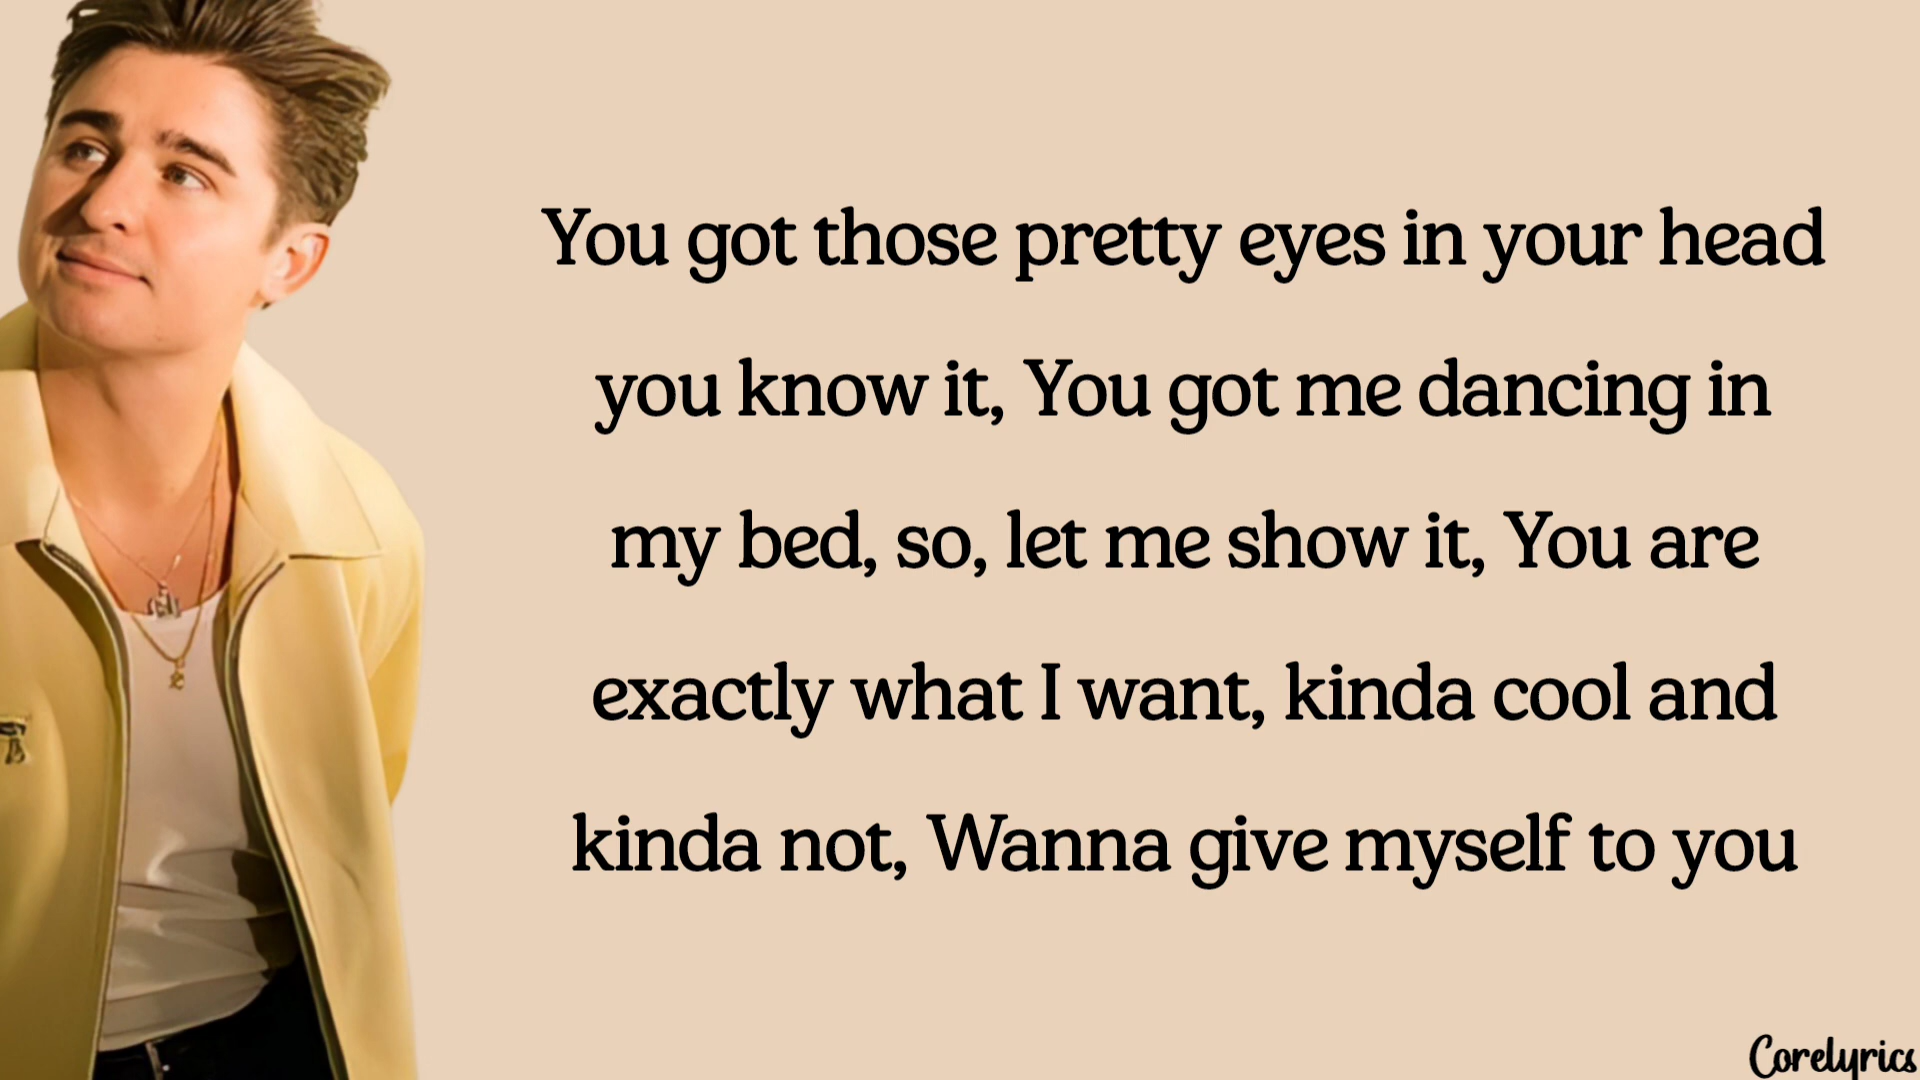 You got those pretty eyes in your head
you know it, You got me dancing in
my bed, so, let me show it, You are
exactly what I want, kinda cool and
kinda not, Wanna give myself to you
Corelyrics